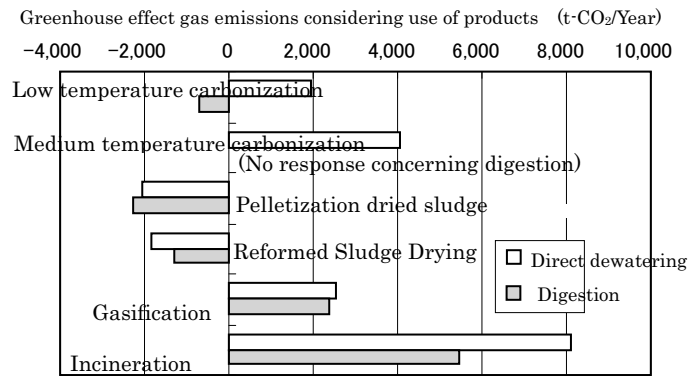 Greenhouse effect gas emissions considering use of products (t-CO₂/Year)
−4,000 −2,000 0 2,000 4,000 6,000 8,000 10,000
Low temperature carbonization
Medium temperature carbonization
(No response concerning digestion)
Pelletization dried sludge
Reformed Sludge Drying
Direct dewatering
Digestion
Gasification
Incineration